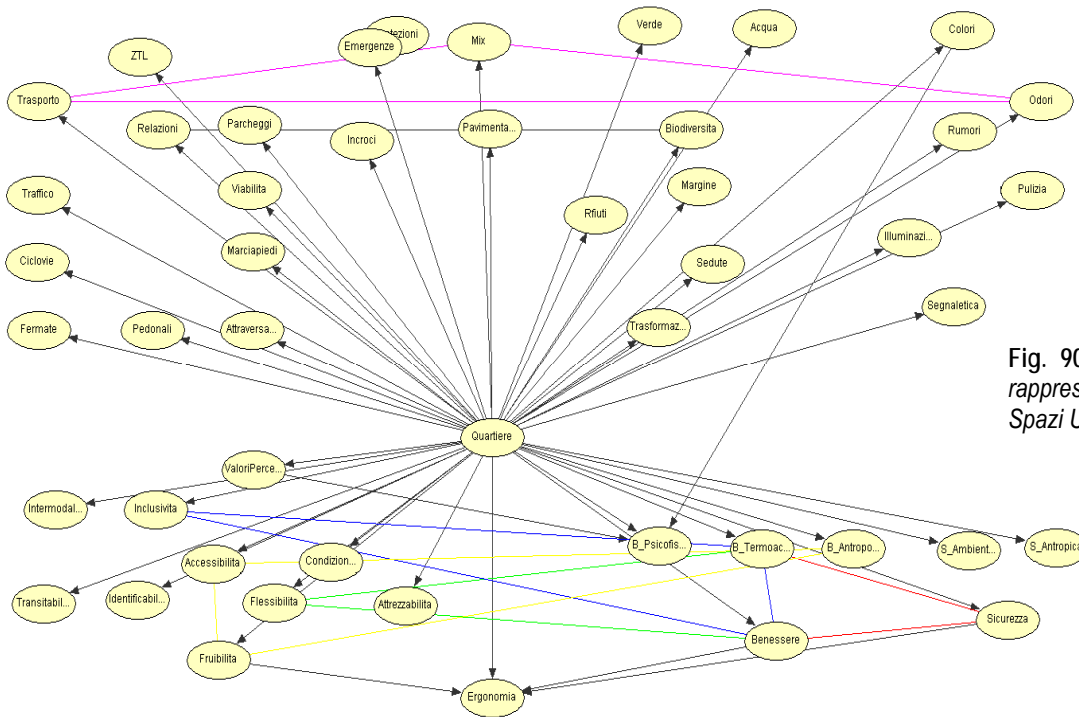 Verde
Acqua
Colori
ZTL
Emergenze
tezioni
Mix
Trasporto
Odori
Relazioni
Parcheggi
Incroci
Pavimenta...
Biodiversita
Rumori
Traffico
Viabilita
Rfiuti
Margine
Pulizia
Ciclovie
Marciapiedi
Sedute
Illuminazi...
Fermate
Pedonali
Attraversa...
Trasformaz...
Segnaletica
Fig. 90
rappres
Spazi U
Quartiere
ValoriPerce...
Intermodal...
Inclusivita
B_Psicofis...
B_Termoac...
B_Antropo...
S_Ambient...
S_Antropica
Accessibilita
Condizion...
Transitabil...
Identificabil...
Flessibilita
Attrezzabilita
Sicurezza
Fruibilita
Benessere
Ergonomia